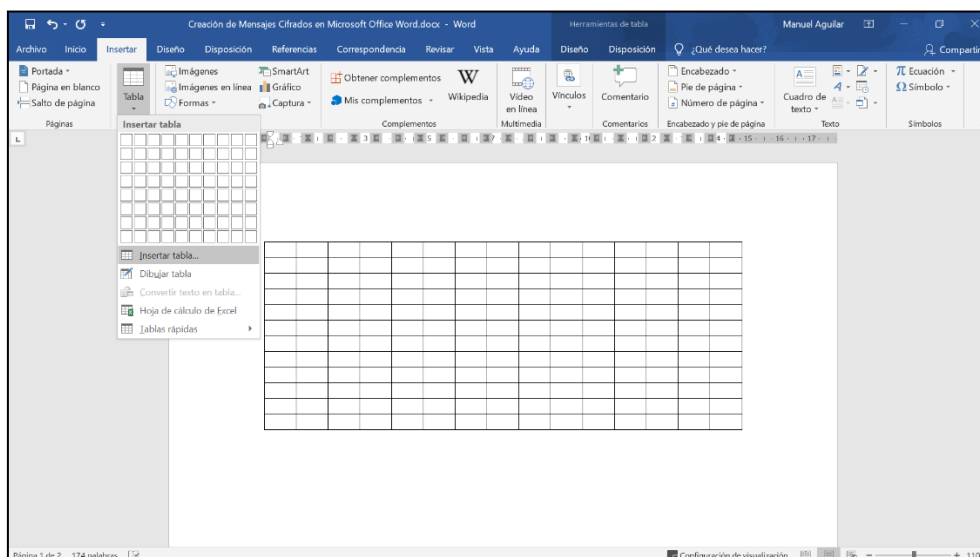 Creación de Mensajes Cifrados en Microsoft Office Word.docx - Word
Herramientas de tabla
Manuel Aguilar
Archivo Inicio Insertar Diseño Disposición Referencias Correspondencia Revisar Vista Ayuda Diseño Disposición ¿Qué desea hacer? Compartir
Portada
Página en blanco
Salto de página
Páginas
Tabla
Imágenes
Imágenes en línea
Formas
SmartArt
Gráfico
Captura
Obtener complementos
Mis complementos
Wikipedia
Complementos
Vídeo
en línea
Multimedia
Vínculos
Comentario
Comentarios
Encabezado
Pie de página
Número de página
Encabezado y pie de página
Cuadro de
texto
Texto
Ecuación
Símbolo
Símbolos
Insertar tabla
Insertar tabla...
Dibujar tabla
Convertir texto en tabla...
Hoja de cálculo de Excel
Tablas rápidas
Página 1 de 2 174 palabras
Configuración de visualización